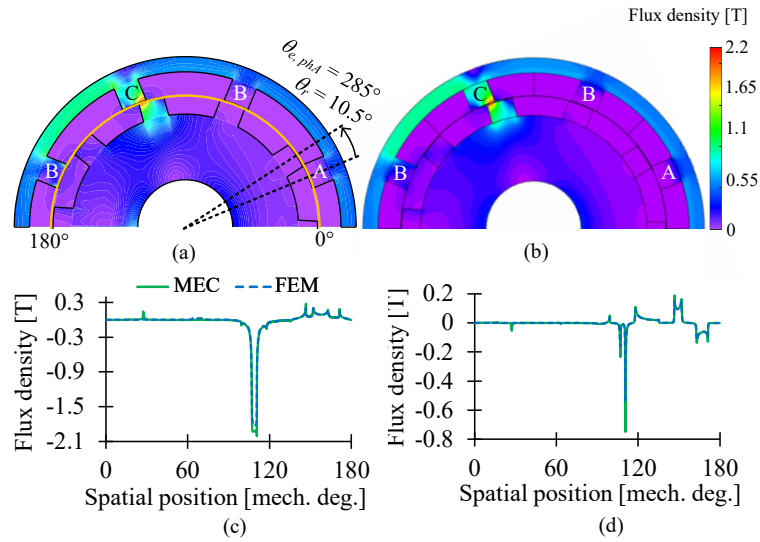 Flux density [T]
θe, phA = 285°
θr = 10.5°
C
B
B
A
180°
0°
(a)
C
B
B
A
(b)
2.2
1.65
1.1
0.55
0
MEC
FEM
Flux density [T]
0.3
-0.3
-0.9
-1.5
-2.1
0
60
120
180
Spatial position [mech. deg.]
(c)
Flux density [T]
0.2
0
-0.2
-0.4
-0.6
-0.8
0
60
120
180
Spatial position [mech. deg.]
(d)